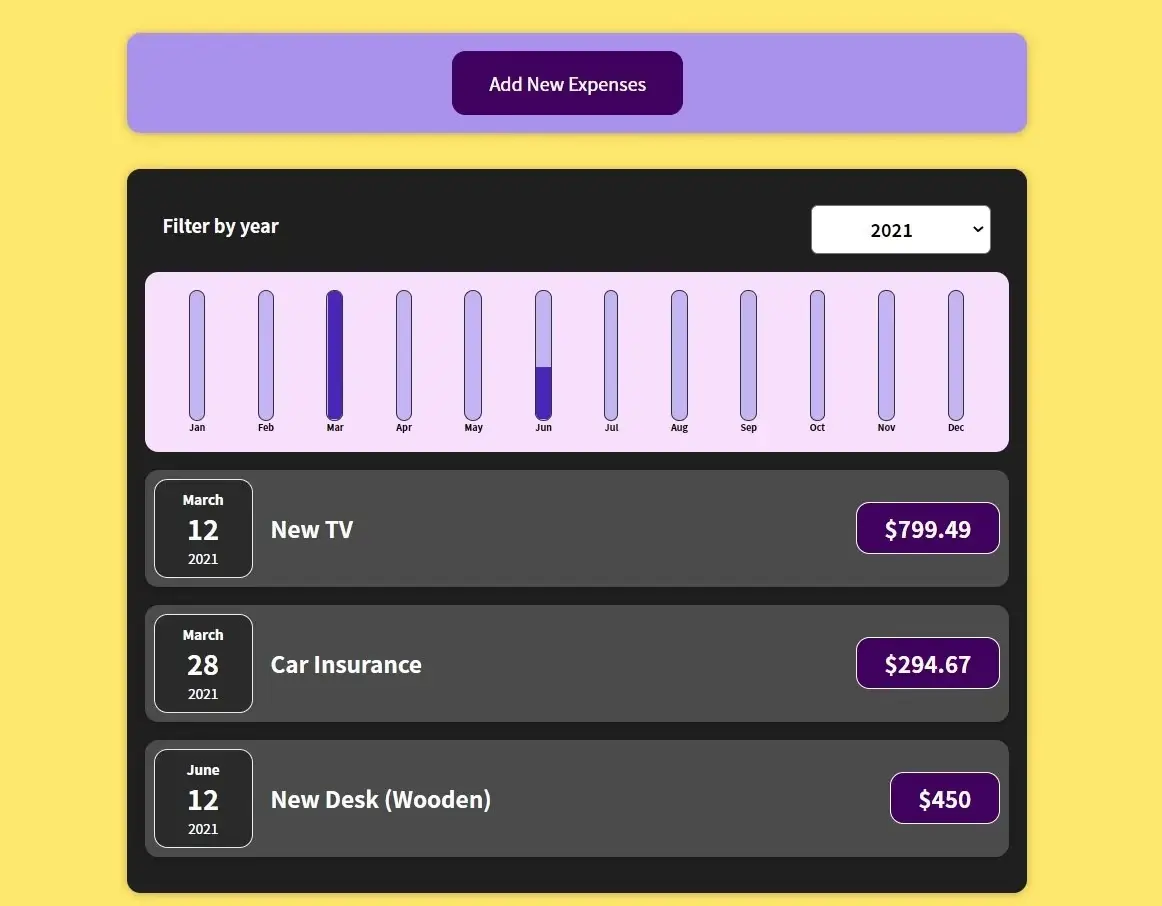 Add New Expenses
Filter by year
2021
Jan Feb Mar Apr May Jun Jul Aug Sep Oct Nov Dec
March
12
2021
New TV
$799.49
March
28
2021
Car Insurance
$294.67
June
12
2021
New Desk (Wooden)
$450